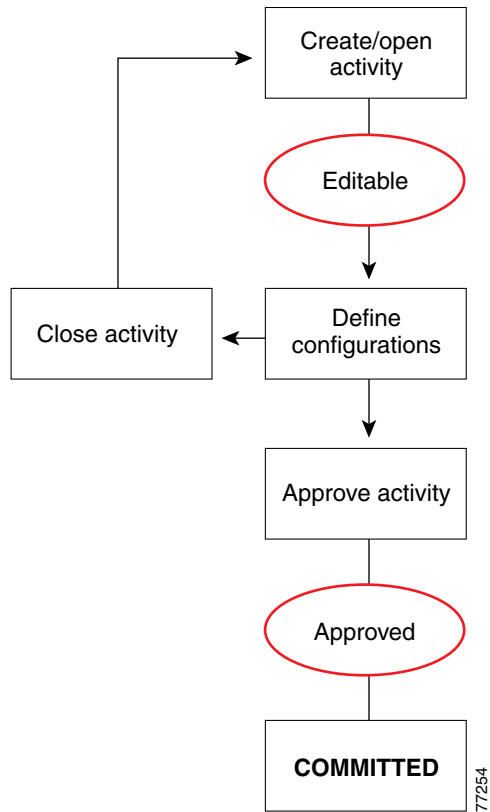 Create/open
activity
Editable
Close activity
Define
configurations
Approve activity
Approved
COMMITTED
77254